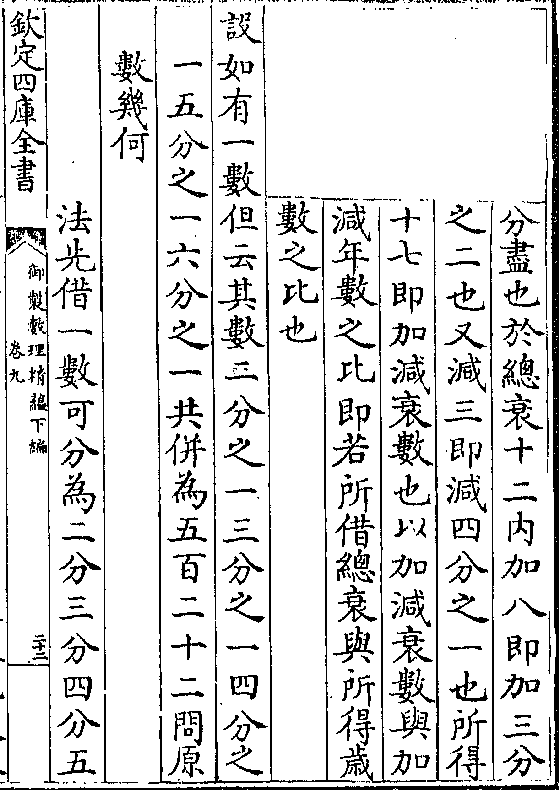 分盡也於總衰十二内加八即加三分
之二也又減三即減四分之一也所得
十七即加減衰數也以加減衰數與加
減年數之比即若所借總衰與所得歲
數之比也
設如有一數但云其數二分之一三分之一四分之
一五分之一六分之一共併為五百二十二問原
數幾何
法先借一數可分為二分三分四分五
欽定四庫全書
御製數理精蘊下編
卷九
二十二